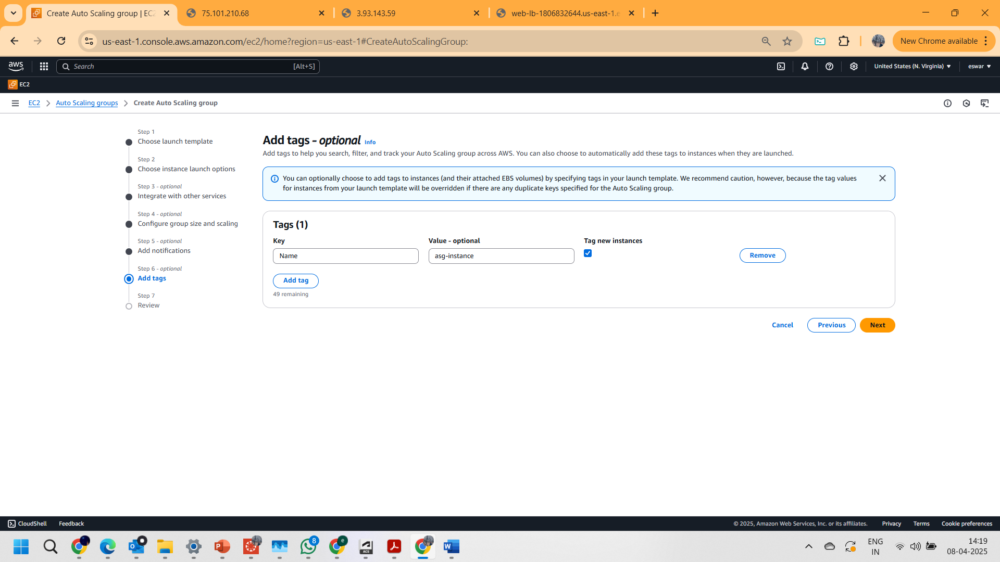 Create Auto Scaling group | EC2
75.101.210.68
3.93.143.59
web-lb-1806832644.us-east-1.e
us-east-1.console.aws.amazon.com/ec2/home?region=us-east-1#CreateAutoScalingGroup:
New Chrome available
aws
Search
[Alt+S]
United States (N. Virginia)
eswar
EC2
EC2
Auto Scaling groups
Create Auto Scaling group
Step 1
Choose launch template
Step 2
Choose instance launch options
Step 3 - optional
Integrate with other services
Step 4 - optional
Configure group size and scaling
Step 5 - optional
Add notifications
Step 6 - optional
Add tags
Step 7
Review
Add tags - optional Info
Add tags to help you search, filter, and track your Auto Scaling group across AWS. You can also choose to automatically add these tags to instances when they are launched.
You can optionally choose to add tags to instances (and their attached EBS volumes) by specifying tags in your launch template. We recommend caution, however, because the tag values
for instances from your launch template will be overridden if there are any duplicate keys specified for the Auto Scaling group.
Tags (1)
Key
Value - optional
Tag new instances
Name
asg-instance
Remove
Add tag
49 remaining
Cancel
Previous
Next
CloudShell
Feedback
© 2025, Amazon Web Services, Inc. or its affiliates.
Privacy
Terms
Cookie preferences
8
e
ACS
ENG
IN
14:19
08-04-2025